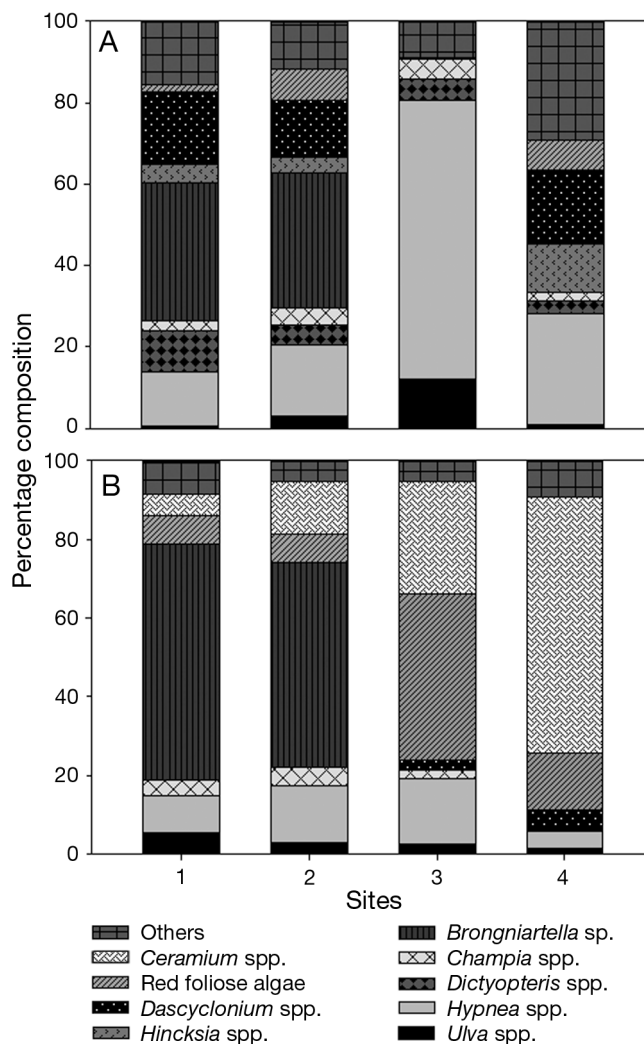 100
A
80
60
40
20
0
Percentage composition
100
B
80
60
40
20
0
1 2 3 4
Sites
Others
Ceramium spp.
Red foliose algae
Dascyclonium spp.
Hincksia spp.
Brongniartella sp.
Champia spp.
Dictyopteris spp.
Hypnea spp.
Ulva spp.